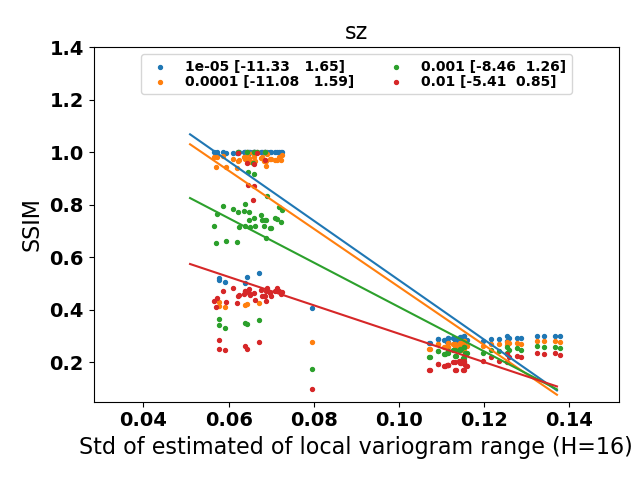 sz
1e-05 [-11.33   1.65]
0.0001 [-11.08   1.59]
0.001 [-8.46  1.26]
0.01 [-5.41  0.85]
SSIM
1.4
1.2
1.0
0.8
0.6
0.4
0.2
0.04 0.06 0.08 0.10 0.12 0.14
Std of estimated of local variogram range (H=16)